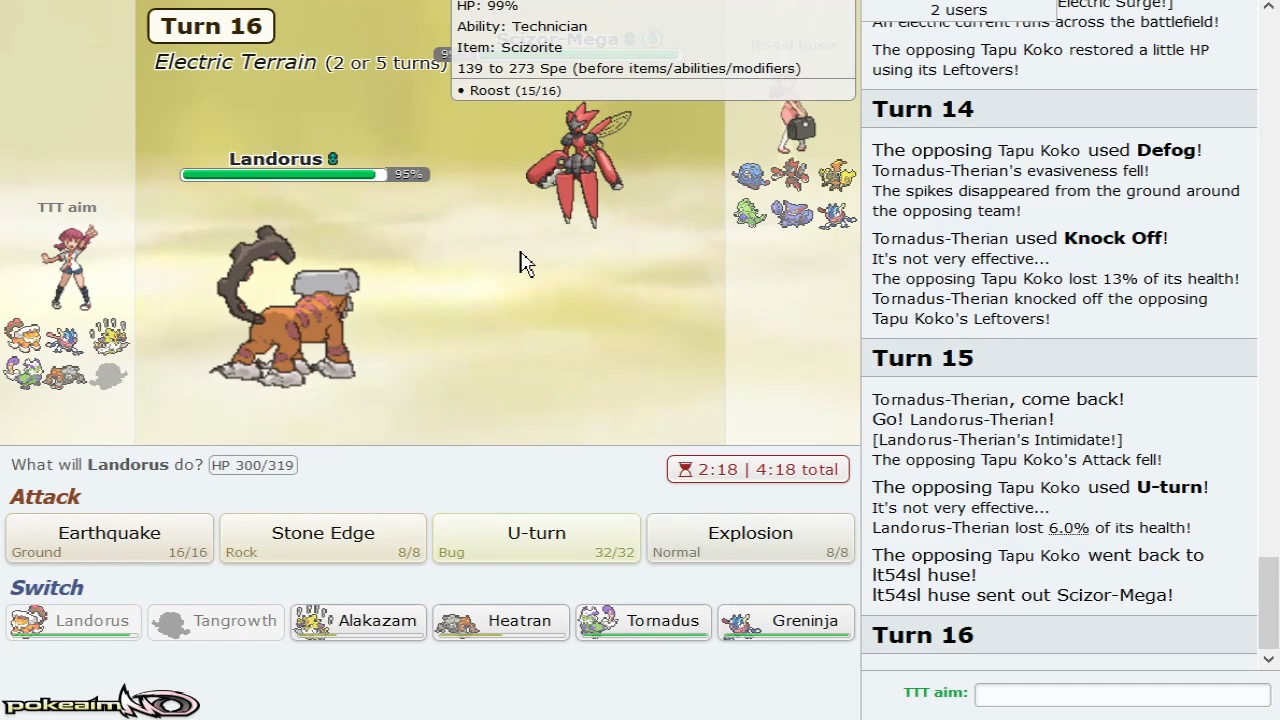 Turn 16
Electric Terrain (2 or 5 turns)
HP: 99%
Ability: Technician
Item: Scizorite
139 to 273 Spe (before items/abilities/modifiers)
• Roost (15/16)
Scizor-Mega
lt54sl huse
Landorus
95%
TTT aim
What will Landorus do? HP 300/319
2:18 | 4:18 total
Attack
Earthquake
Ground 16/16
Stone Edge
Rock 8/8
U-turn
Bug 32/32
Explosion
Normal 8/8
Switch
Landorus
Tangrowth
Alakazam
Heatran
Tornadus
Greninja
pokeaimMD
2 users
Electric Surge!]
An electric current runs across the battlefield!
The opposing Tapu Koko restored a little HP
using its Leftovers!
Turn 14
The opposing Tapu Koko used Defog!
Tornadus-Therian's evasiveness fell!
The spikes disappeared from the ground around
the opposing team!
Tornadus-Therian used Knock Off!
It's not very effective...
The opposing Tapu Koko lost 13% of its health!
Tornadus-Therian knocked off the opposing
Tapu Koko's Leftovers!
Turn 15
Tornadus-Therian, come back!
Go! Landorus-Therian!
[Landorus-Therian's Intimidate!]
The opposing Tapu Koko's Attack fell!
The opposing Tapu Koko used U-turn!
It's not very effective...
Landorus-Therian lost 6.0% of its health!
The opposing Tapu Koko went back to
lt54sl huse!
lt54sl huse sent out Scizor-Mega!
Turn 16
TTT aim: